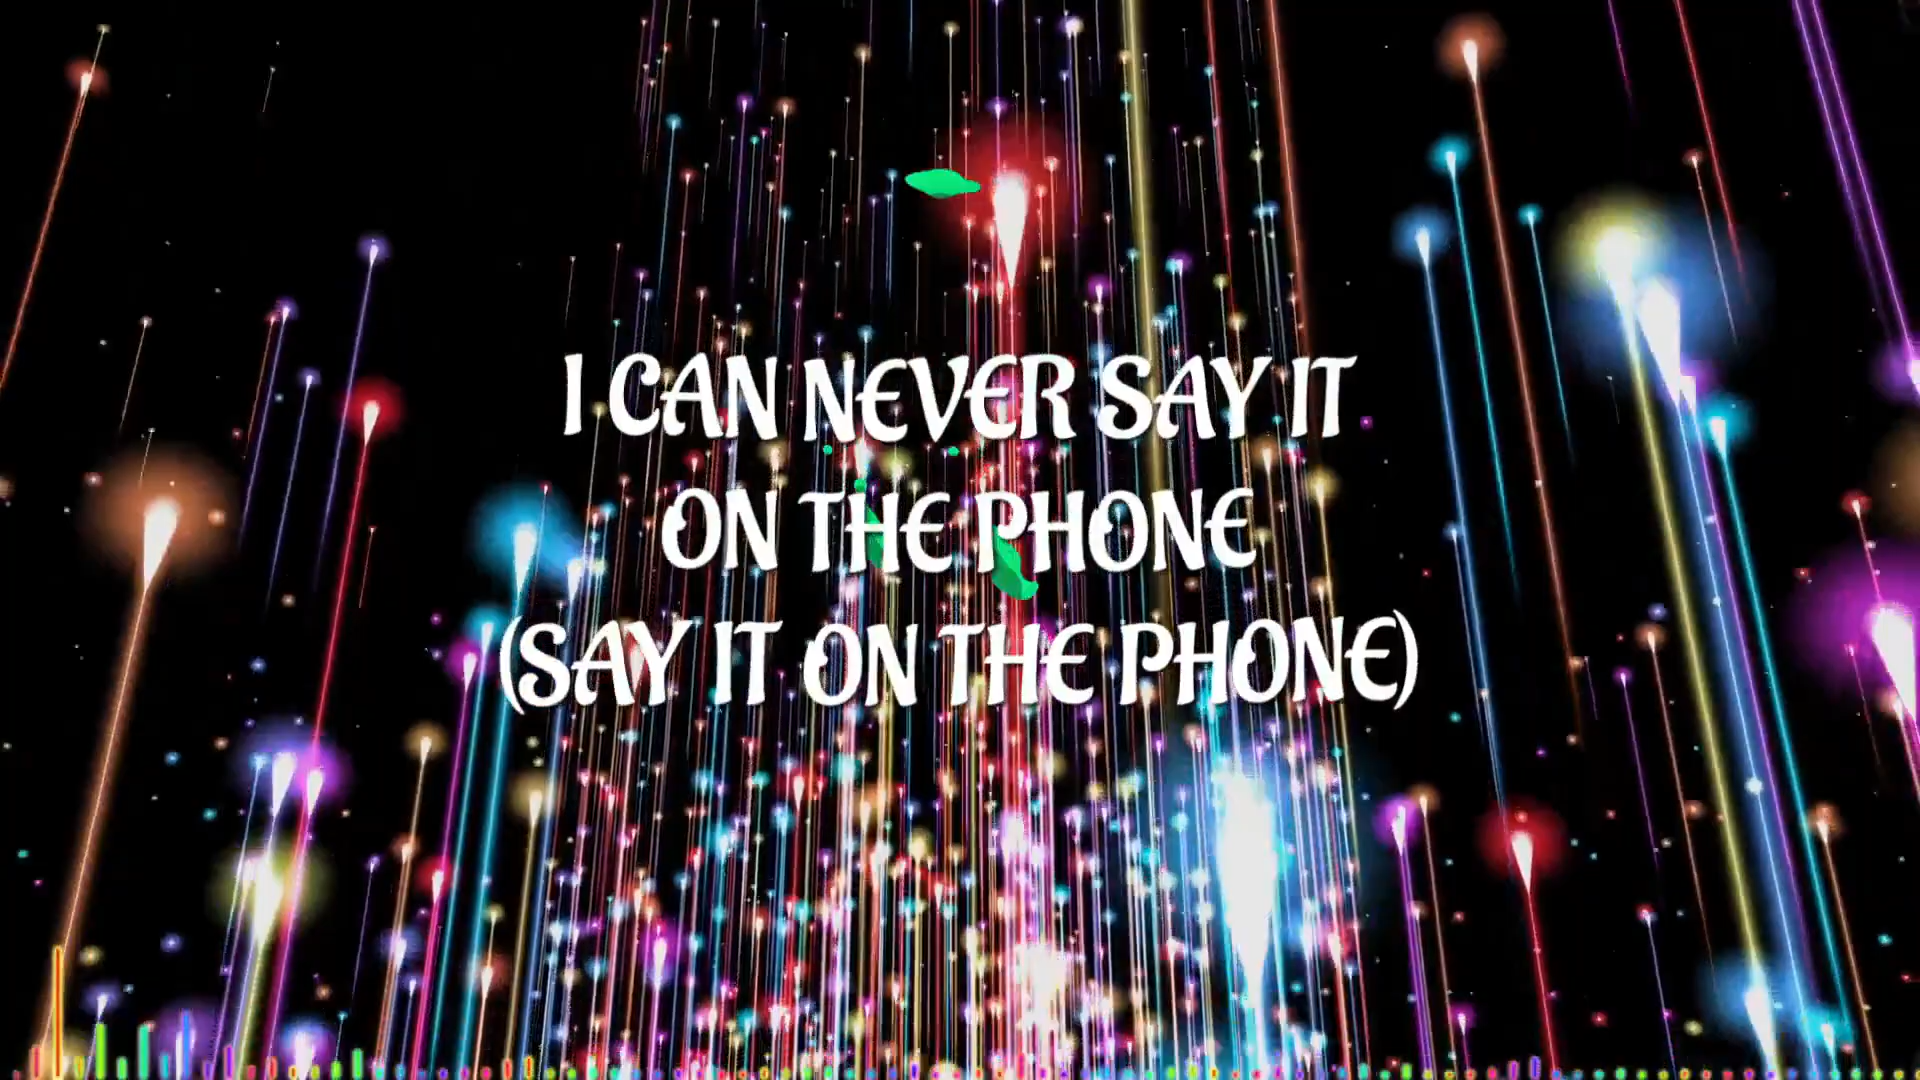 I CAN NEVER SAY IT
ON THE PHONE
(SAY IT ON THE PHONE)